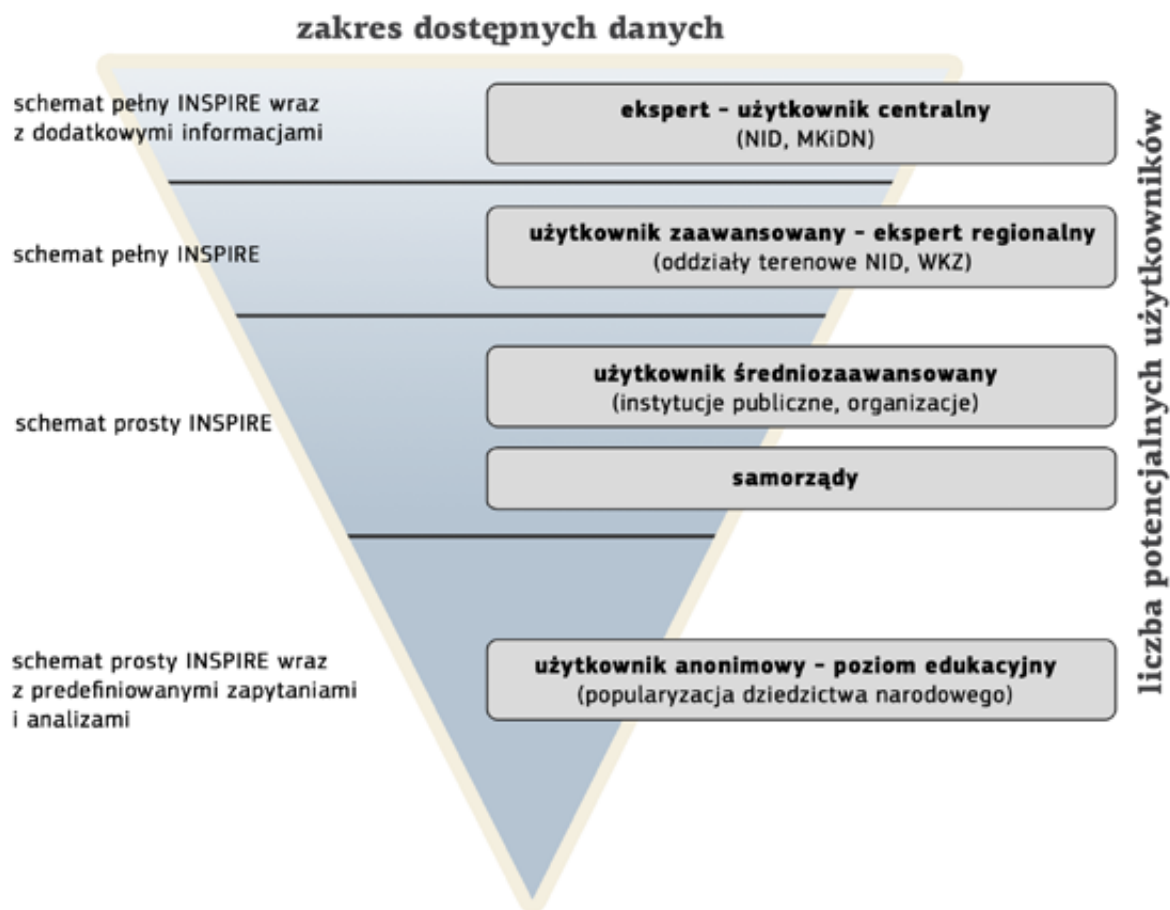 zakres dostępnych danych
schemat pełny INSPIRE wraz
z dodatkowymi informacjami
ekspert - użytkownik centralny
(NID, MKiDN)
schemat pełny INSPIRE
użytkownik zaawansowany - ekspert regionalny
(oddziały terenowe NID, WKZ)
schemat prosty INSPIRE
użytkownik średniozaawansowany
(instytucje publiczne, organizacje)
samorządy
schemat prosty INSPIRE wraz
z predefiniowanymi zapytaniami
i analizami
użytkownik anonimowy - poziom edukacyjny
(popularyzacja dziedzictwa narodowego)
liczba potencjalnych użytkowników